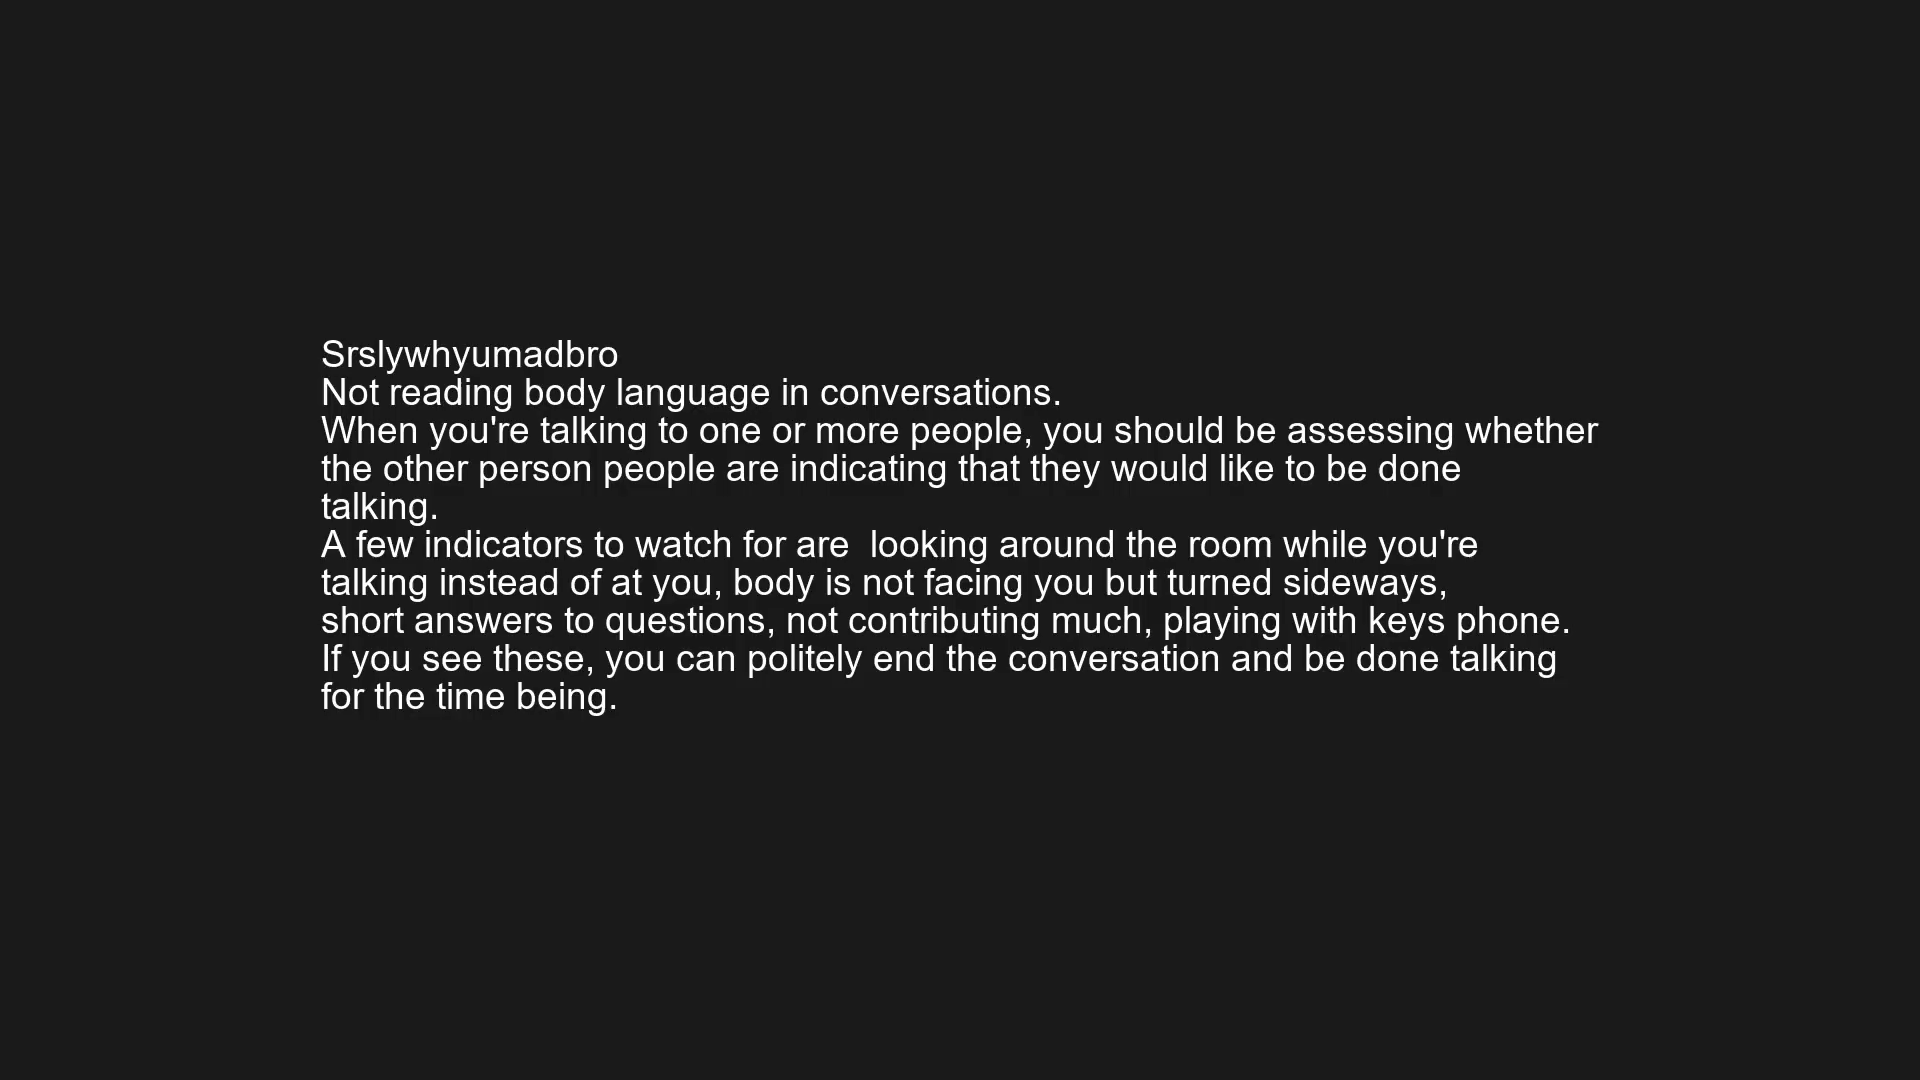 Srslywhyumadbro
Not reading body language in conversations.
When you're talking to one or more people, you should be assessing whether
the other person people are indicating that they would like to be done
talking.
A few indicators to watch for are  looking around the room while you're
talking instead of at you, body is not facing you but turned sideways,
short answers to questions, not contributing much, playing with keys phone.
If you see these, you can politely end the conversation and be done talking
for the time being.